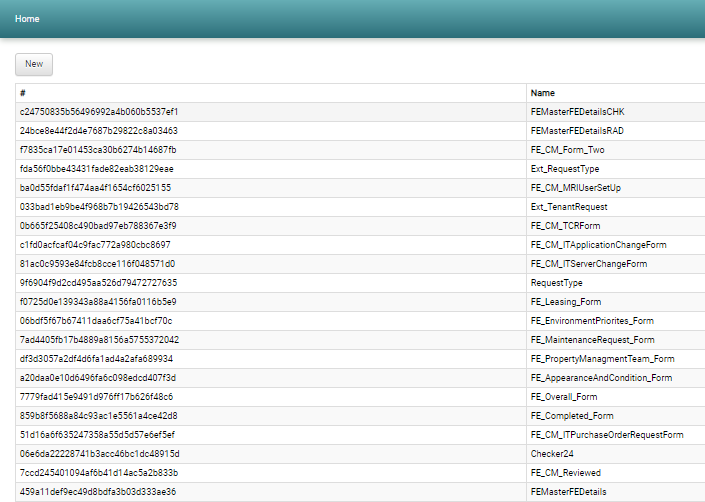 Home
New
# Name
c24750835b56496992a4b060b5537ef1 FEMasterFEDetailsCHK
24bce8e44f2d4e7687b29822c8a03463 FEMasterFEDetailsRAD
f7835ca17e01453ca30b6274b14687fb FE_CM_Form_Two
fda56f0bbe43431fade82eab38129eae Ext_RequestType
ba0d55fdaf1f474aa4f1654cf6025155 FE_CM_MRIUserSetUp
033bad1eb9be4f968b7b19426543bd78 Ext_TenantRequest
0b665f25408c490bad97eb788367e3f9 FE_CM_TCRForm
c1fd0acfcaf04c9fac772a980cbc8697 FE_CM_ITApplicationChangeForm
81ac0c9593e84fcb8cce116f048571d0 FE_CM_ITServerChangeForm
9f6904f9d2cd495aa526d79472727635 RequestType
f0725d0e139343a88a4156fa0116b5e9 FE_Leasing_Form
06bdf5f67b67411daa6cf75a41bcf70c FE_EnvironmentPriorites_Form
7ad4405fb17b4889a8156a5755372042 FE_MaintenanceRequest_Form
df3d3057a2df4d6fa1ad4a2afa689934 FE_PropertyManagmentTeam_Form
a20daa0e10d6496fa6c098edcd407f3d FE_AppearanceAndCondition_Form
7779fad415e9491d976ff17b626f48c6 FE_Overall_Form
859b8f5688a84c93ac1e5561a4ce42d8 FE_Completed_Form
51d16a6f635247358a55d5d57e6ef5ef FE_CM_ITPurchaseOrderRequestForm
06e6da22228741b3acc46bc1dc48915d Checker24
7ccd245401094af6b41d14ac5a2b833b FE_CM_Reviewed
459a11def9ec49d8bdfa3b03d333ae36 FEMasterFEDetails